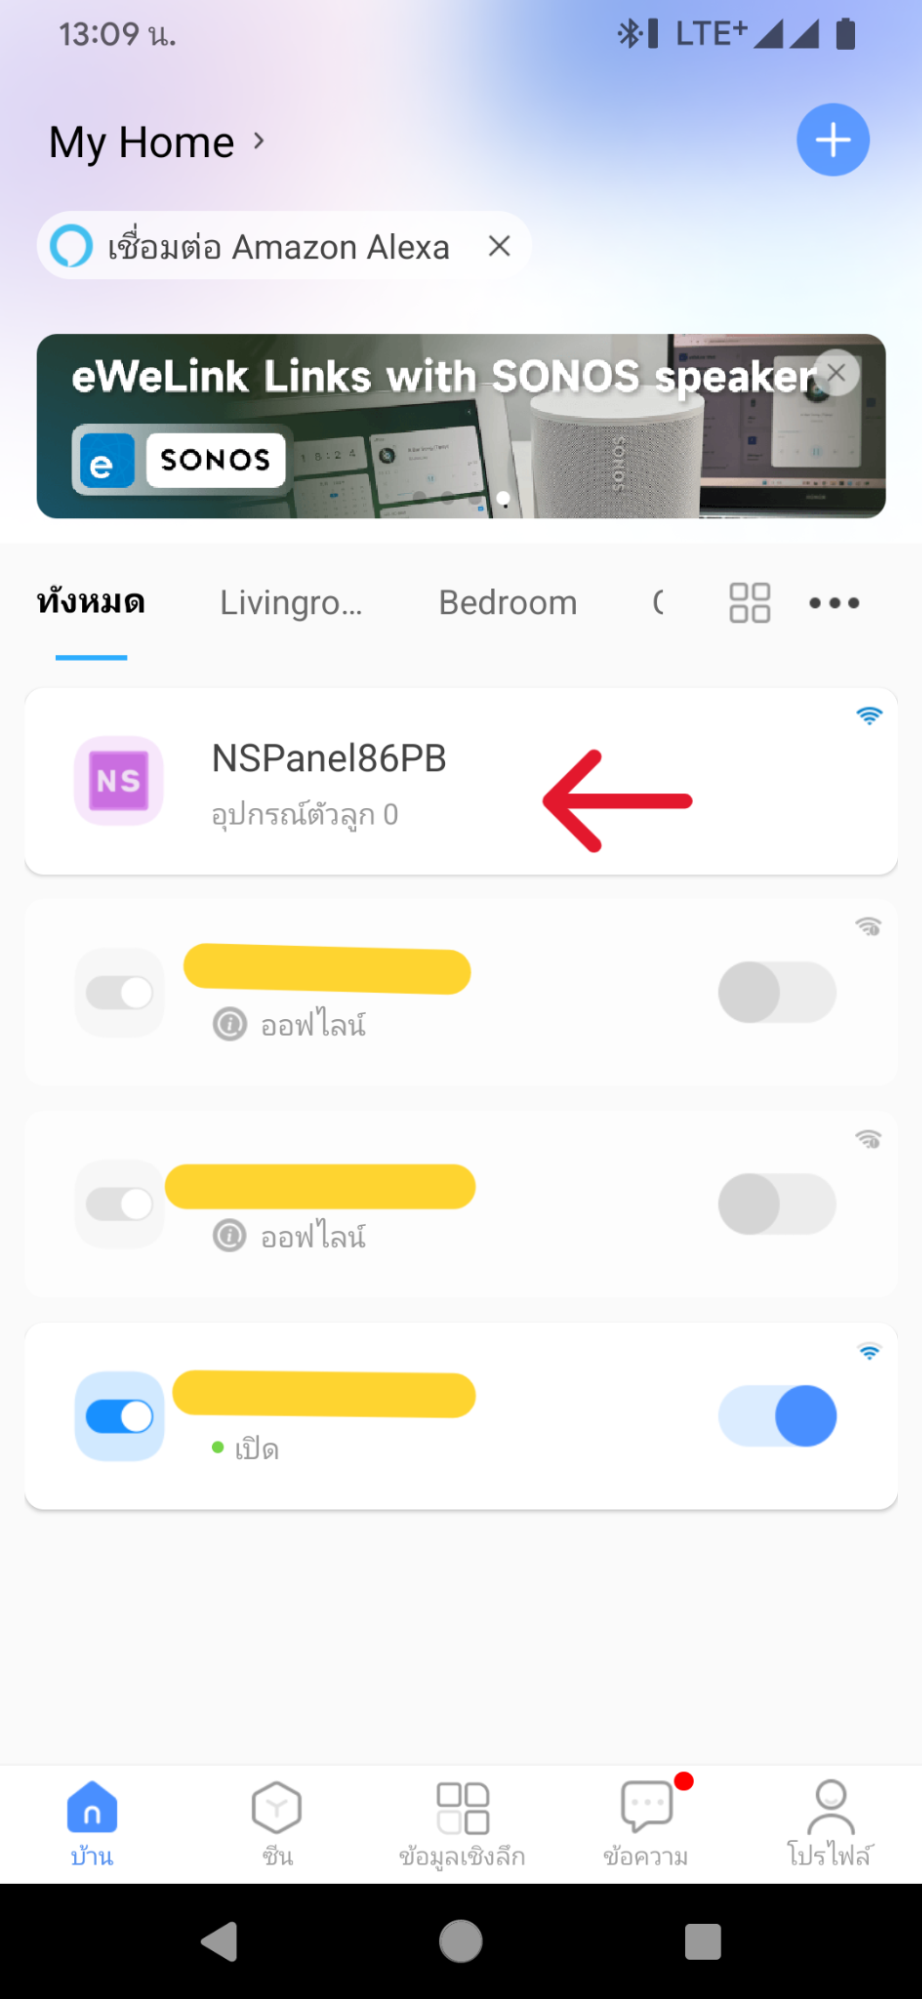 13:09 น.
LTE+
My Home
เชื่อมต่อ Amazon Alexa
eWeLink Links with SONOS speaker
e SONOS
18:24
SONOS
ทั้งหมด Livingro... Bedroom
NS
NSPanel86PB
อุปกรณ์ตัวลูก 0
ออฟไลน์
ออฟไลน์
เปิด
บ้าน ซีน ข้อมูลเชิงลึก ข้อความ โปรไฟล์